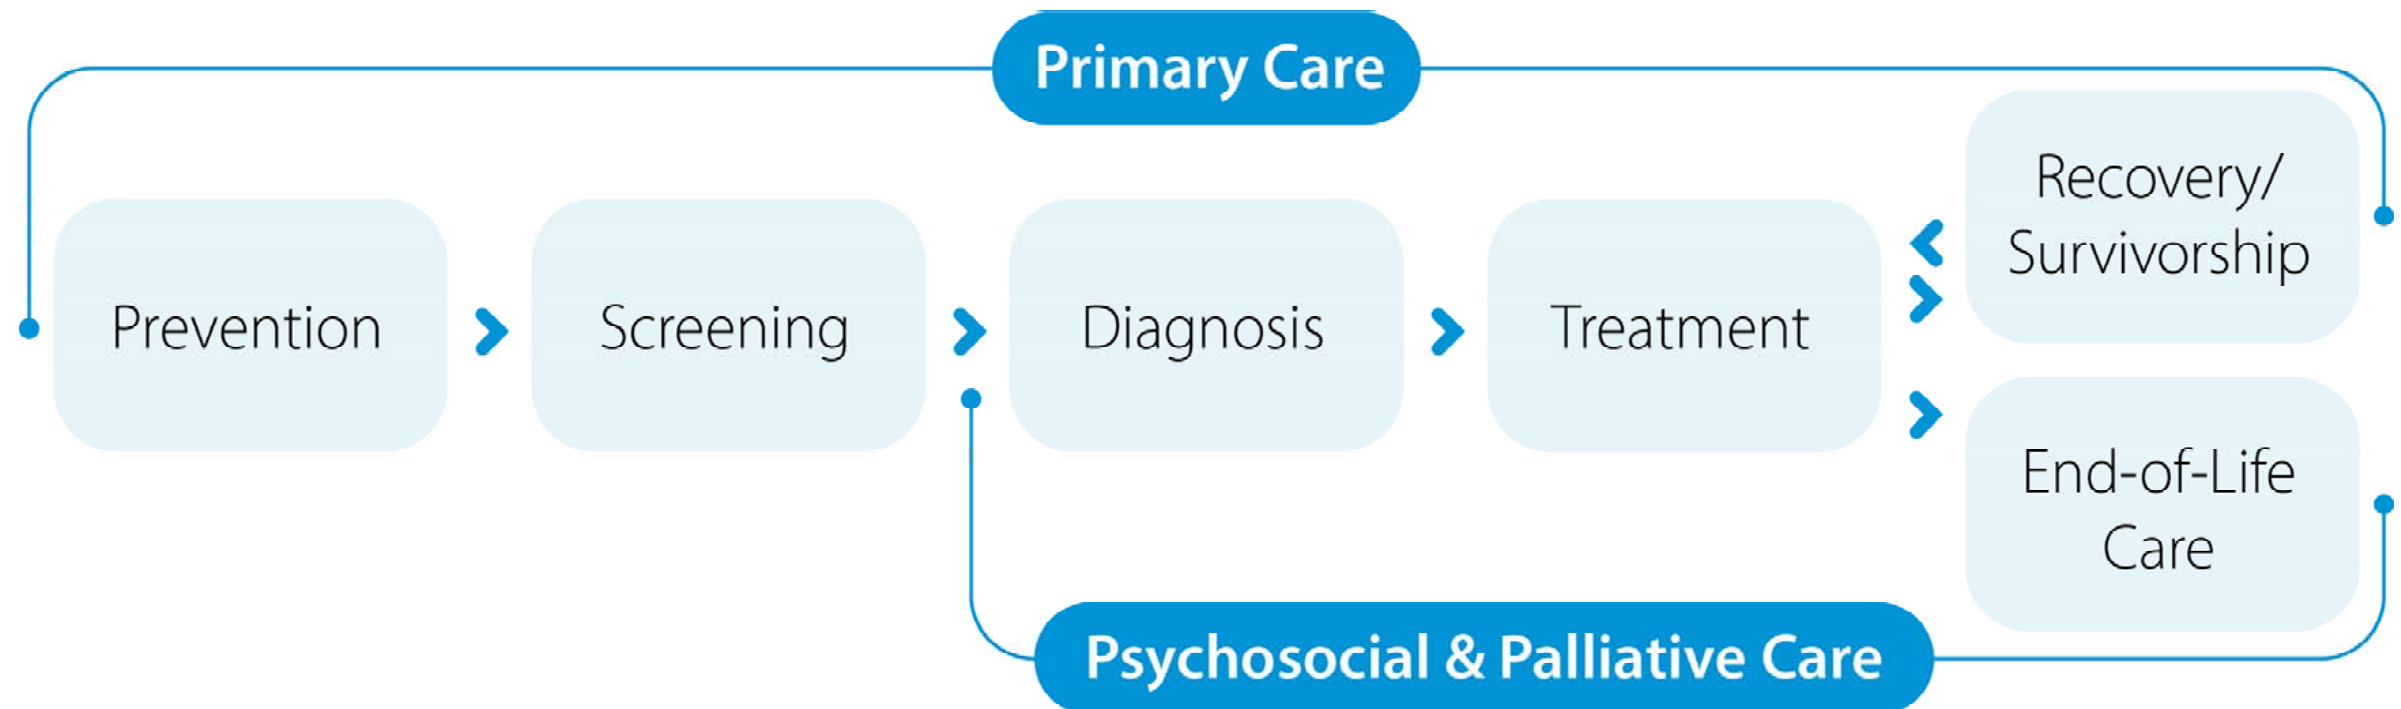 Primary Care
Prevention
Screening
Diagnosis
Treatment
Recovery/
Survivorship
End-of-Life
Care
Psychosocial & Palliative Care